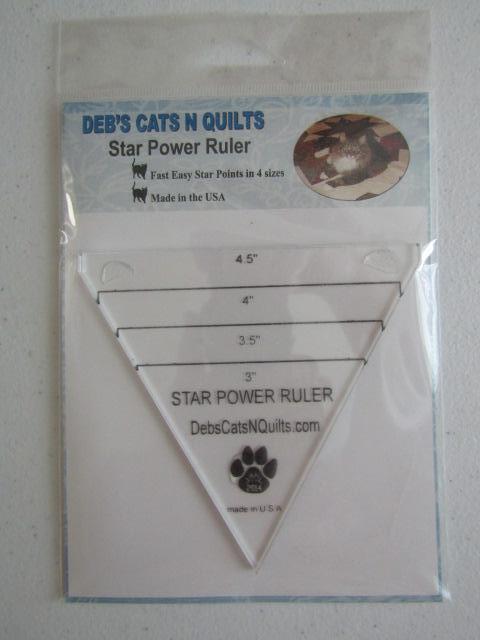 DEB'S CATS N QUILTS
Star Power Ruler
Fast Easy Star Points in 4 sizes
Made in the USA
4.5"
4"
3.5"
3"
STAR POWER RULER
DebsCatsNQuilts.com
2014
made in U S A